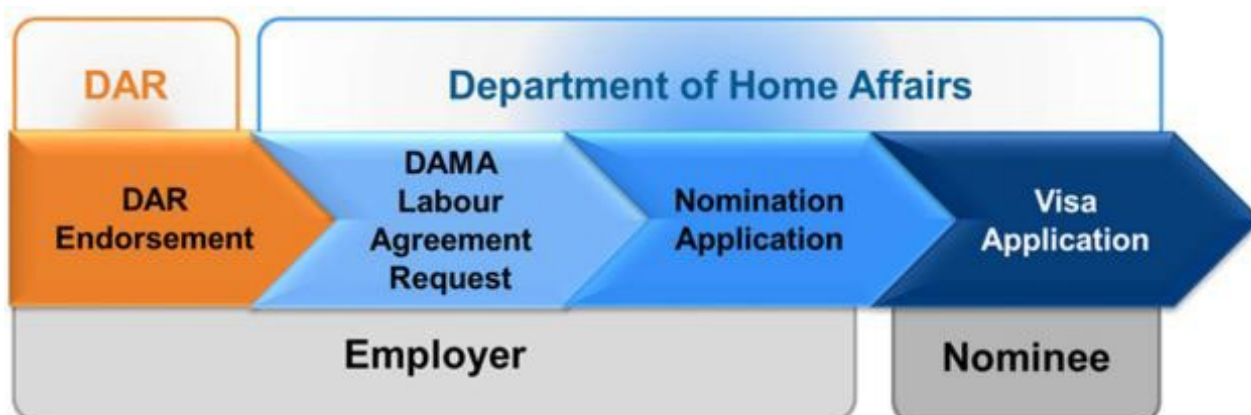 DAR
Department of Home Affairs
DAR
Endorsement
DAMA
Labour
Agreement
Request
Nomination
Application
Visa
Application
Employer
Nominee